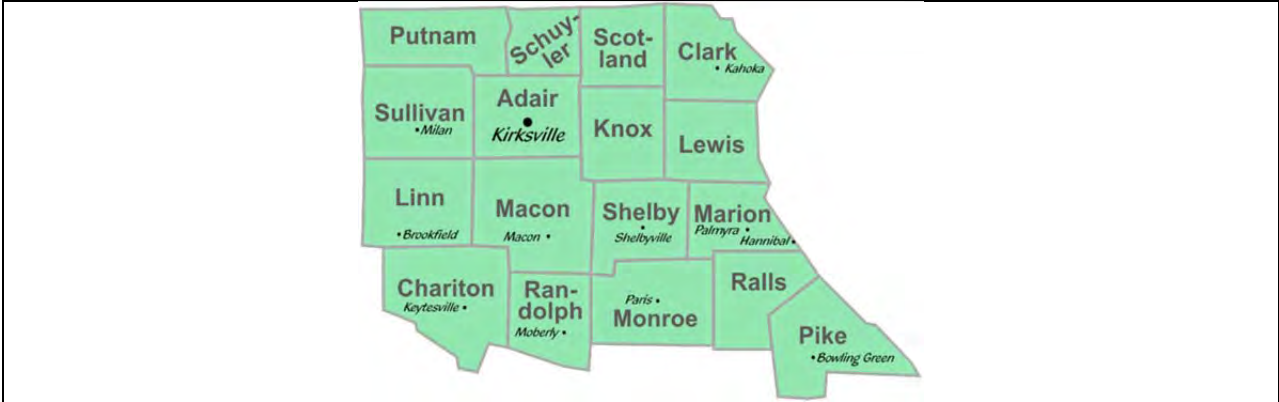 Putnam
Schuy-
ler
Scot-
land
Clark
Kahoka
Sullivan
Milan
Adair
Kirksville
Knox
Lewis
Linn
Brookfield
Macon
Macon
Shelby
Shelbyville
Marion
Palmyra
Hannibal
Chariton
Keytesville
Ran-
dolph
Moberly
Paris
Monroe
Ralls
Pike
Bowling Green